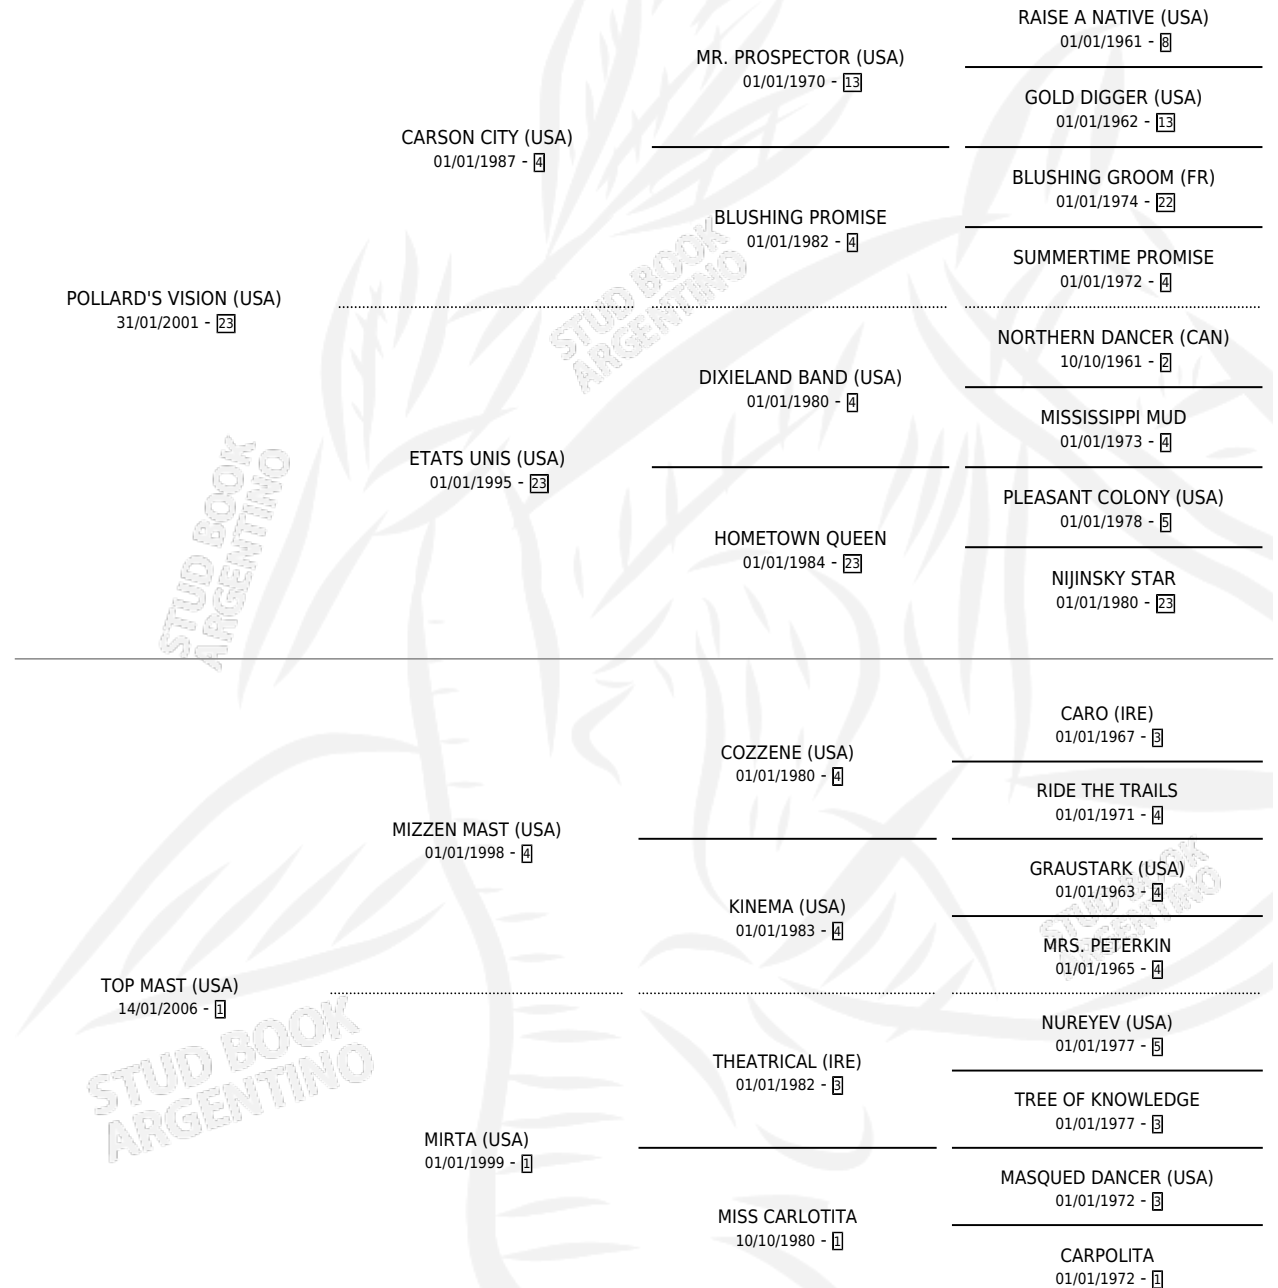 RAISE A NATIVE (USA)
01/01/1961 - 8
MR. PROSPECTOR (USA)
01/01/1970 - 13
GOLD DIGGER (USA)
01/01/1962 - 13
CARSON CITY (USA)
01/01/1987 - 4
BLUSHING GROOM (FR)
01/01/1974 - 22
BLUSHING PROMISE
01/01/1982 - 4
SUMMERTIME PROMISE
01/01/1972 - 4
POLLARD'S VISION (USA)
31/01/2001 - 23
STUD BOOK
ARGENTINO
NORTHERN DANCER (CAN)
10/10/1961 - 2
DIXIELAND BAND (USA)
01/01/1980 - 4
MISSISSIPPI MUD
01/01/1973 - 4
ETATS UNIS (USA)
01/01/1995 - 23
PLEASANT COLONY (USA)
01/01/1978 - 5
HOMETOWN QUEEN
01/01/1984 - 23
NIJINSKY STAR
01/01/1980 - 23
STUD BOOK
ARGENTINO
CARO (IRE)
01/01/1967 - 3
COZZENE (USA)
01/01/1980 - 4
RIDE THE TRAILS
01/01/1971 - 4
MIZZEN MAST (USA)
01/01/1998 - 4
GRAUSTARK (USA)
01/01/1963 - 4
KINEMA (USA)
01/01/1983 - 4
MRS. PETERKIN
01/01/1965 - 4
STUD BOOK
ARGENTINO
TOP MAST (USA)
14/01/2006 - 1
STUD BOOK
ARGENTINO
NUREYEV (USA)
01/01/1977 - 5
THEATRICAL (IRE)
01/01/1982 - 3
TREE OF KNOWLEDGE
01/01/1977 - 3
MIRTA (USA)
01/01/1999 - 1
MASQUED DANCER (USA)
01/01/1972 - 3
MISS CARLOTITA
10/10/1980 - 1
CARPOLITA
01/01/1972 - 1